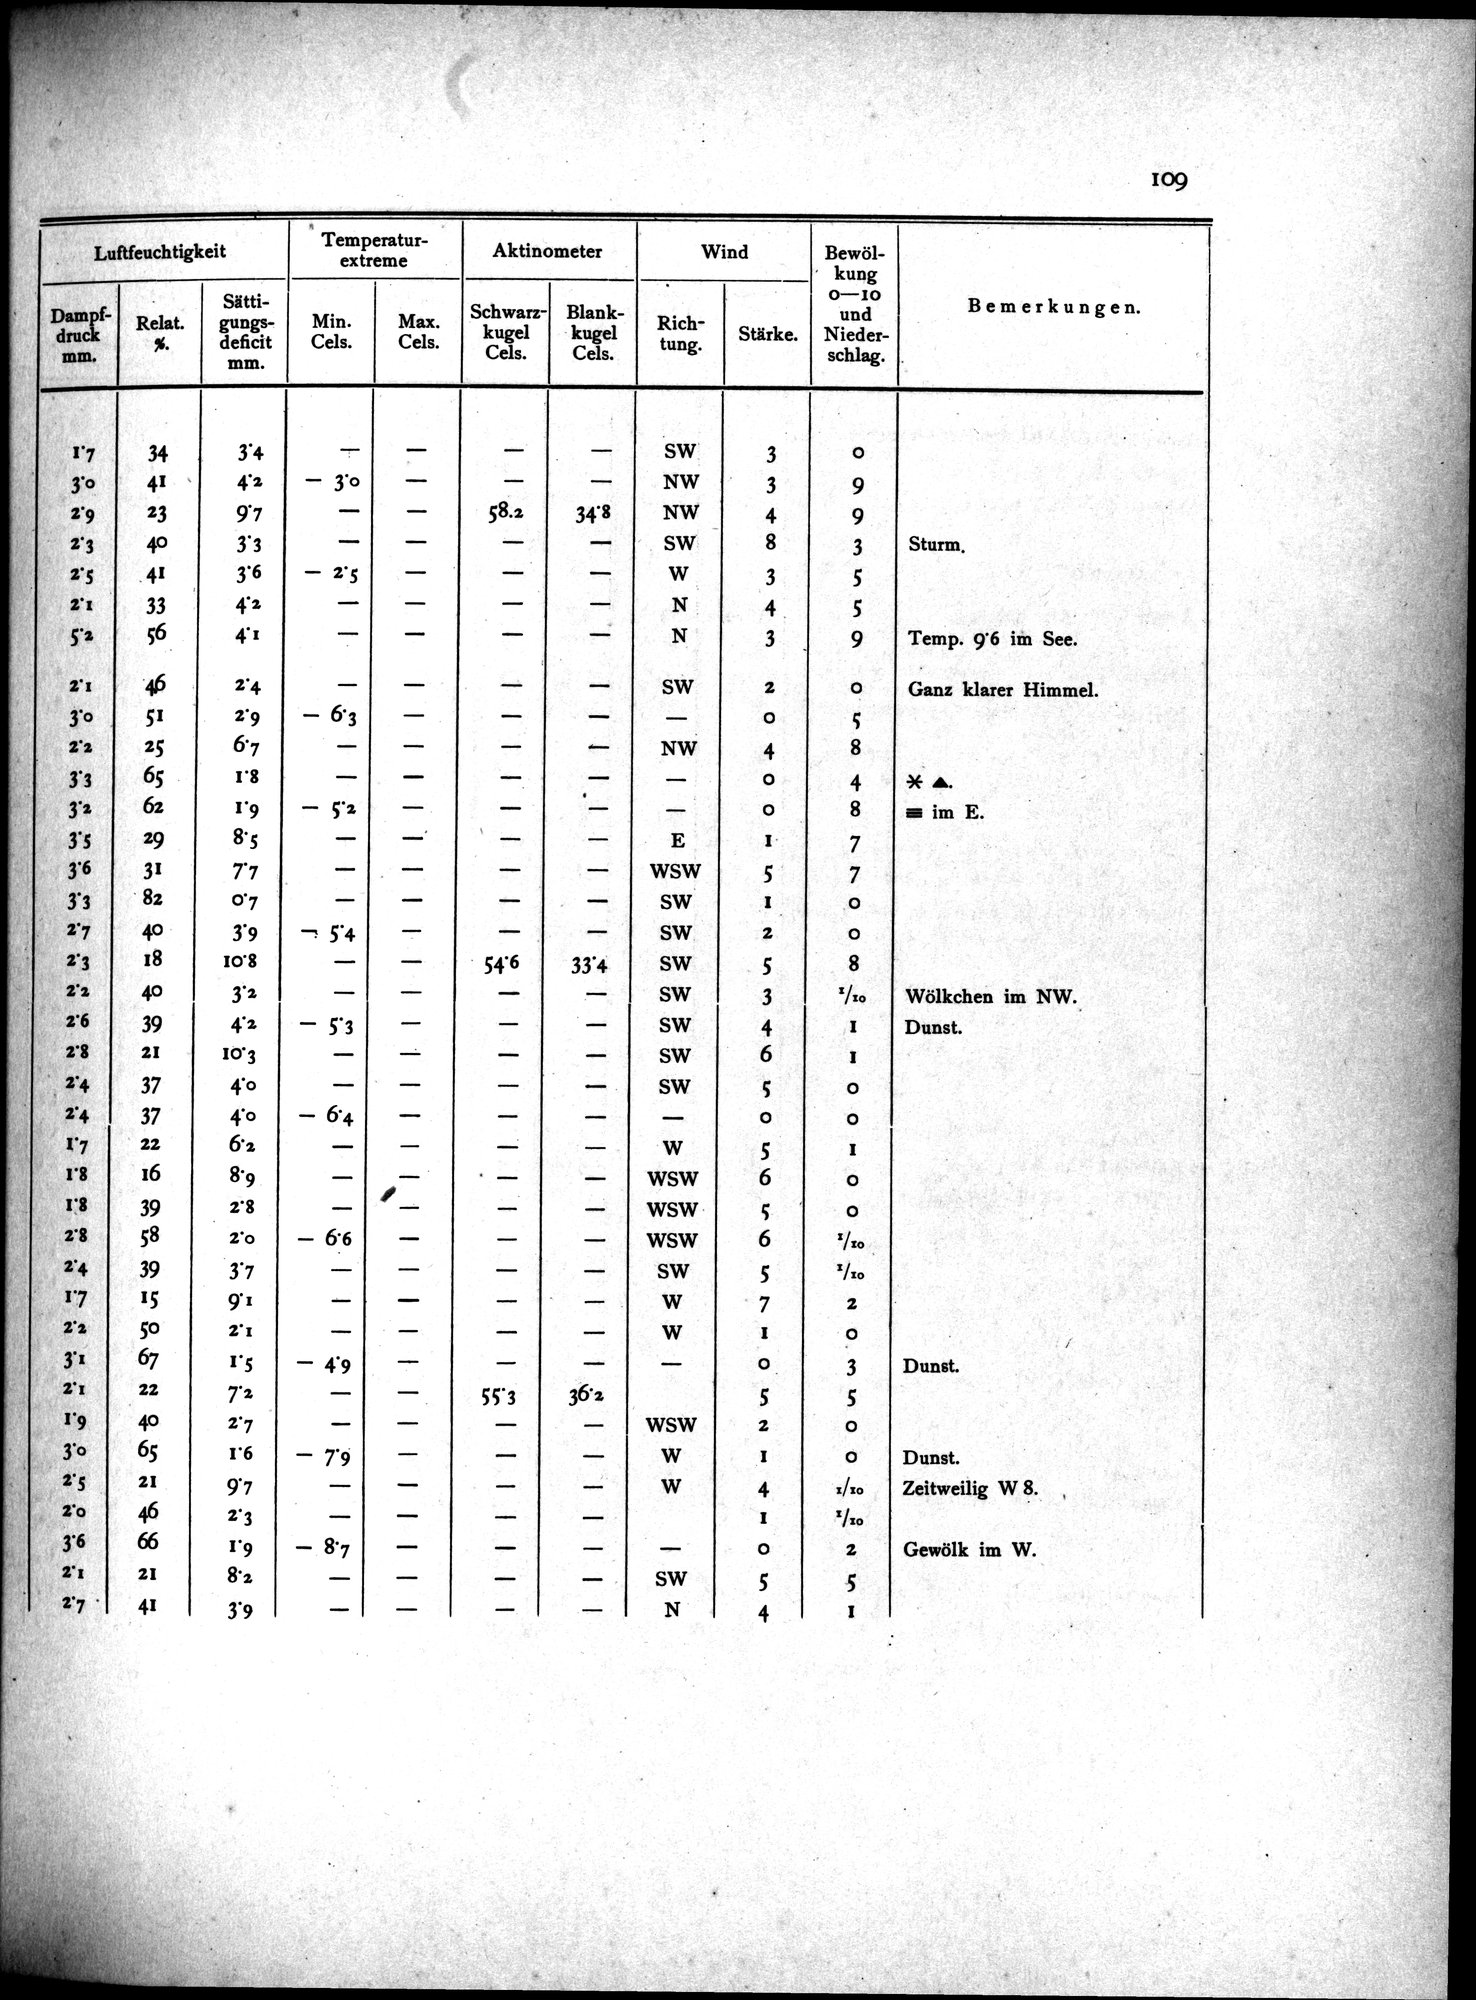 109
Luftfeuchtigkeit | Temperatur-extreme | Aktinometer | Wind | Bewöl-kung 0—10 und Nieder-schlag. | Bemerkungen.
Dampf-druck mm. | Relat. %. | Sätti-gungs-deficit mm. | Min. Cels. | Max. Cels. | Schwarz-kugel Cels. | Blank-kugel Cels. | Rich-tung. | Stärke.
1·7 34 3·4 — — — — SW 3 0
3·0 41 4·2 — 3·0 — — — NW 3 9
2·9 23 9·7 — — 58.2 34·8 NW 4 9
2·3 40 3·3 — — — — SW 8 3 Sturm.
2·5 41 3·6 — 2·5 — — — W 3 5
2·1 33 4·2 — — — — N 4 5
5·2 56 4·1 — — — — N 3 9 Temp. 9·6 im See.
2·1 46 2·4 — — — — SW 2 0 Ganz klarer Himmel.
3·0 51 2·9 — 6·3 — — — — 0 5
2·2 25 6·7 — — — — NW 4 8
3·3 65 1·8 — — — — — 0 4 ✶ ▲.
3·2 62 1·9 — 5·2 — — — — 0 8 ≡ im E.
3·5 29 8·5 — — — — E 1 7
3·6 31 7·7 — — — — WSW 5 7
3·3 82 0·7 — — — — SW 1 0
2·7 40 3·9 — 5·4 — — — SW 2 0
2·3 18 10·8 — — 54·6 33·4 SW 5 8
2·2 40 3·2 — — — — SW 3 1/10 Wölkchen im NW.
2·6 39 4·2 — 5·3 — — — SW 4 1 Dunst.
2·8 21 10·3 — — — — SW 6 1
2·4 37 4·0 — — — — SW 5 0
2·4 37 4·0 — 6·4 — — — — 0 0
1·7 22 6·2 — — — — W 5 1
1·8 16 8·9 — — — — WSW 6 0
1·8 39 2·8 — — — — WSW 5 0
2·8 58 2·0 — 6·6 — — — WSW 6 1/10
2·4 39 3·7 — — — — SW 5 1/10
1·7 15 9·1 — — — — W 7 2
2·2 50 2·1 — — — — W 1 0
3·1 67 1·5 — 4·9 — — — — 0 3 Dunst.
2·1 22 7·2 — — 55·3 36·2 5 5
1·9 40 2·7 — — — — WSW 2 0
3·0 65 1·6 — 7·9 — — — W 1 0 Dunst.
2·5 21 9·7 — — — — W 4 1/10 Zeitweilig W 8.
2·0 46 2·3 — — — — 1 1/10
3·6 66 1·9 — 8·7 — — — — 0 2 Gewölk im W.
2·1 21 8·2 — — — — SW 5 5
2·7 41 3·9 — — — — N 4 1